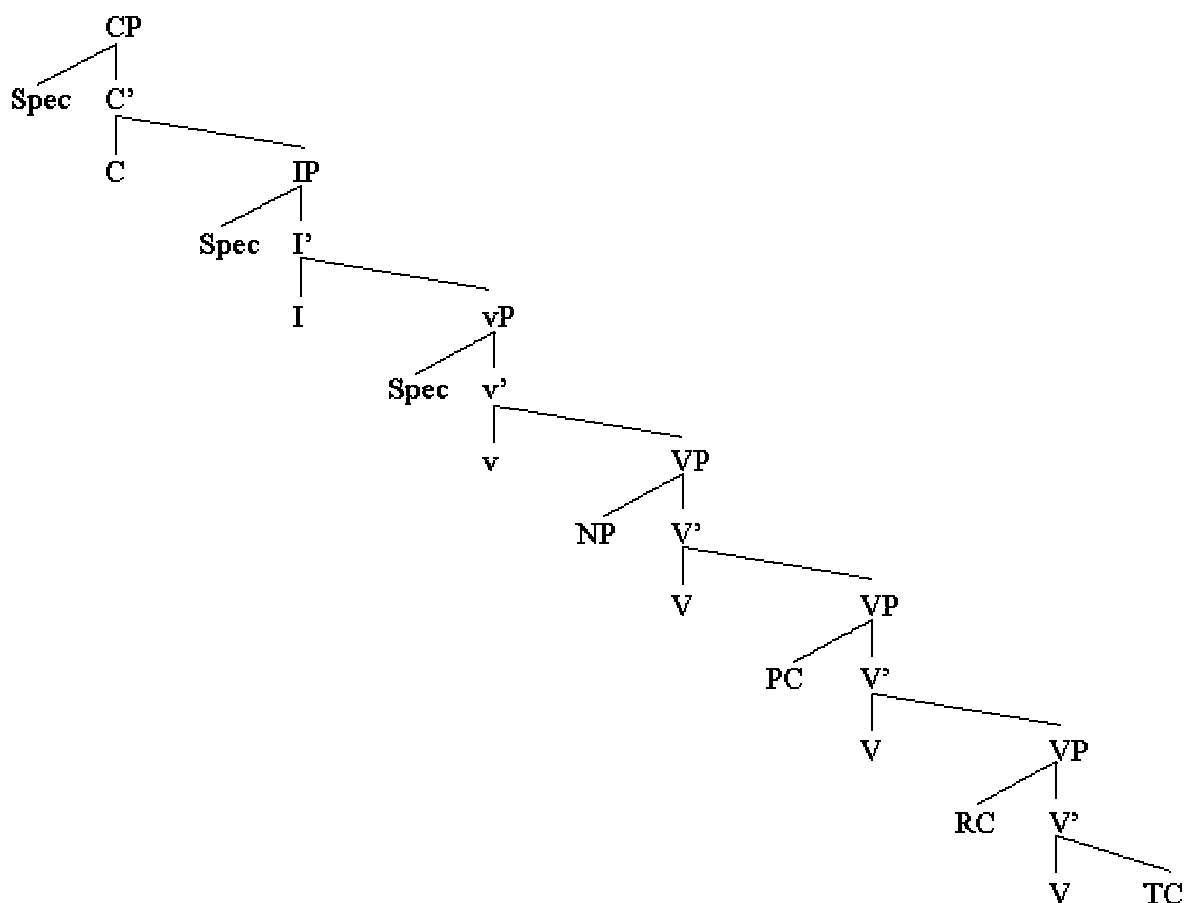 CP
Spec C’
C IP
Spec I’
I vP
Spec v’
v VP
NP V’
V VP
PC V’
V VP
RC V’
V TC